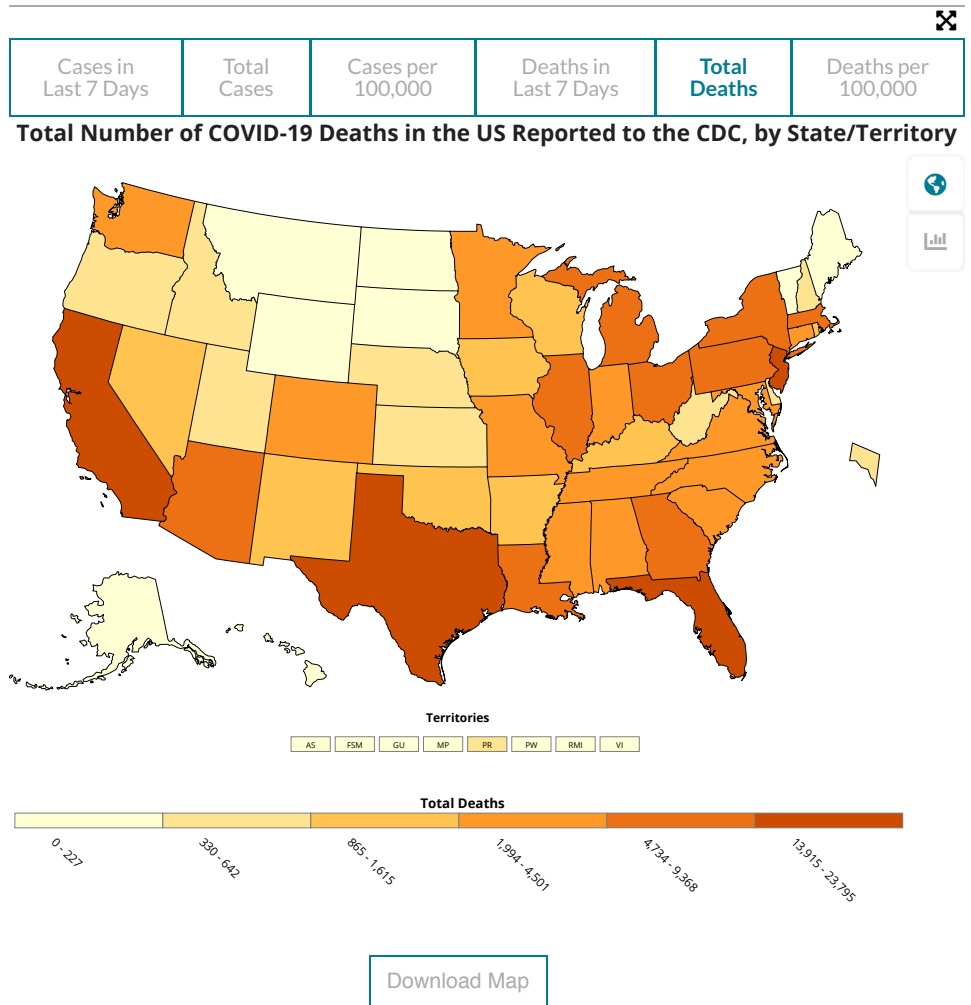 Cases in
Last 7 Days
Total
Cases
Cases per
100,000
Deaths in
Last 7 Days
Total
Deaths
Deaths per
100,000
Total Number of COVID-19 Deaths in the US Reported to the CDC, by State/Territory
Territories
AS FSM GU MP PR PW RMI VI
Total Deaths
0 - 227
330 - 642
865 - 1,615
1,994 - 4,501
4,734 - 9,368
13,915 - 23,795
Download Map